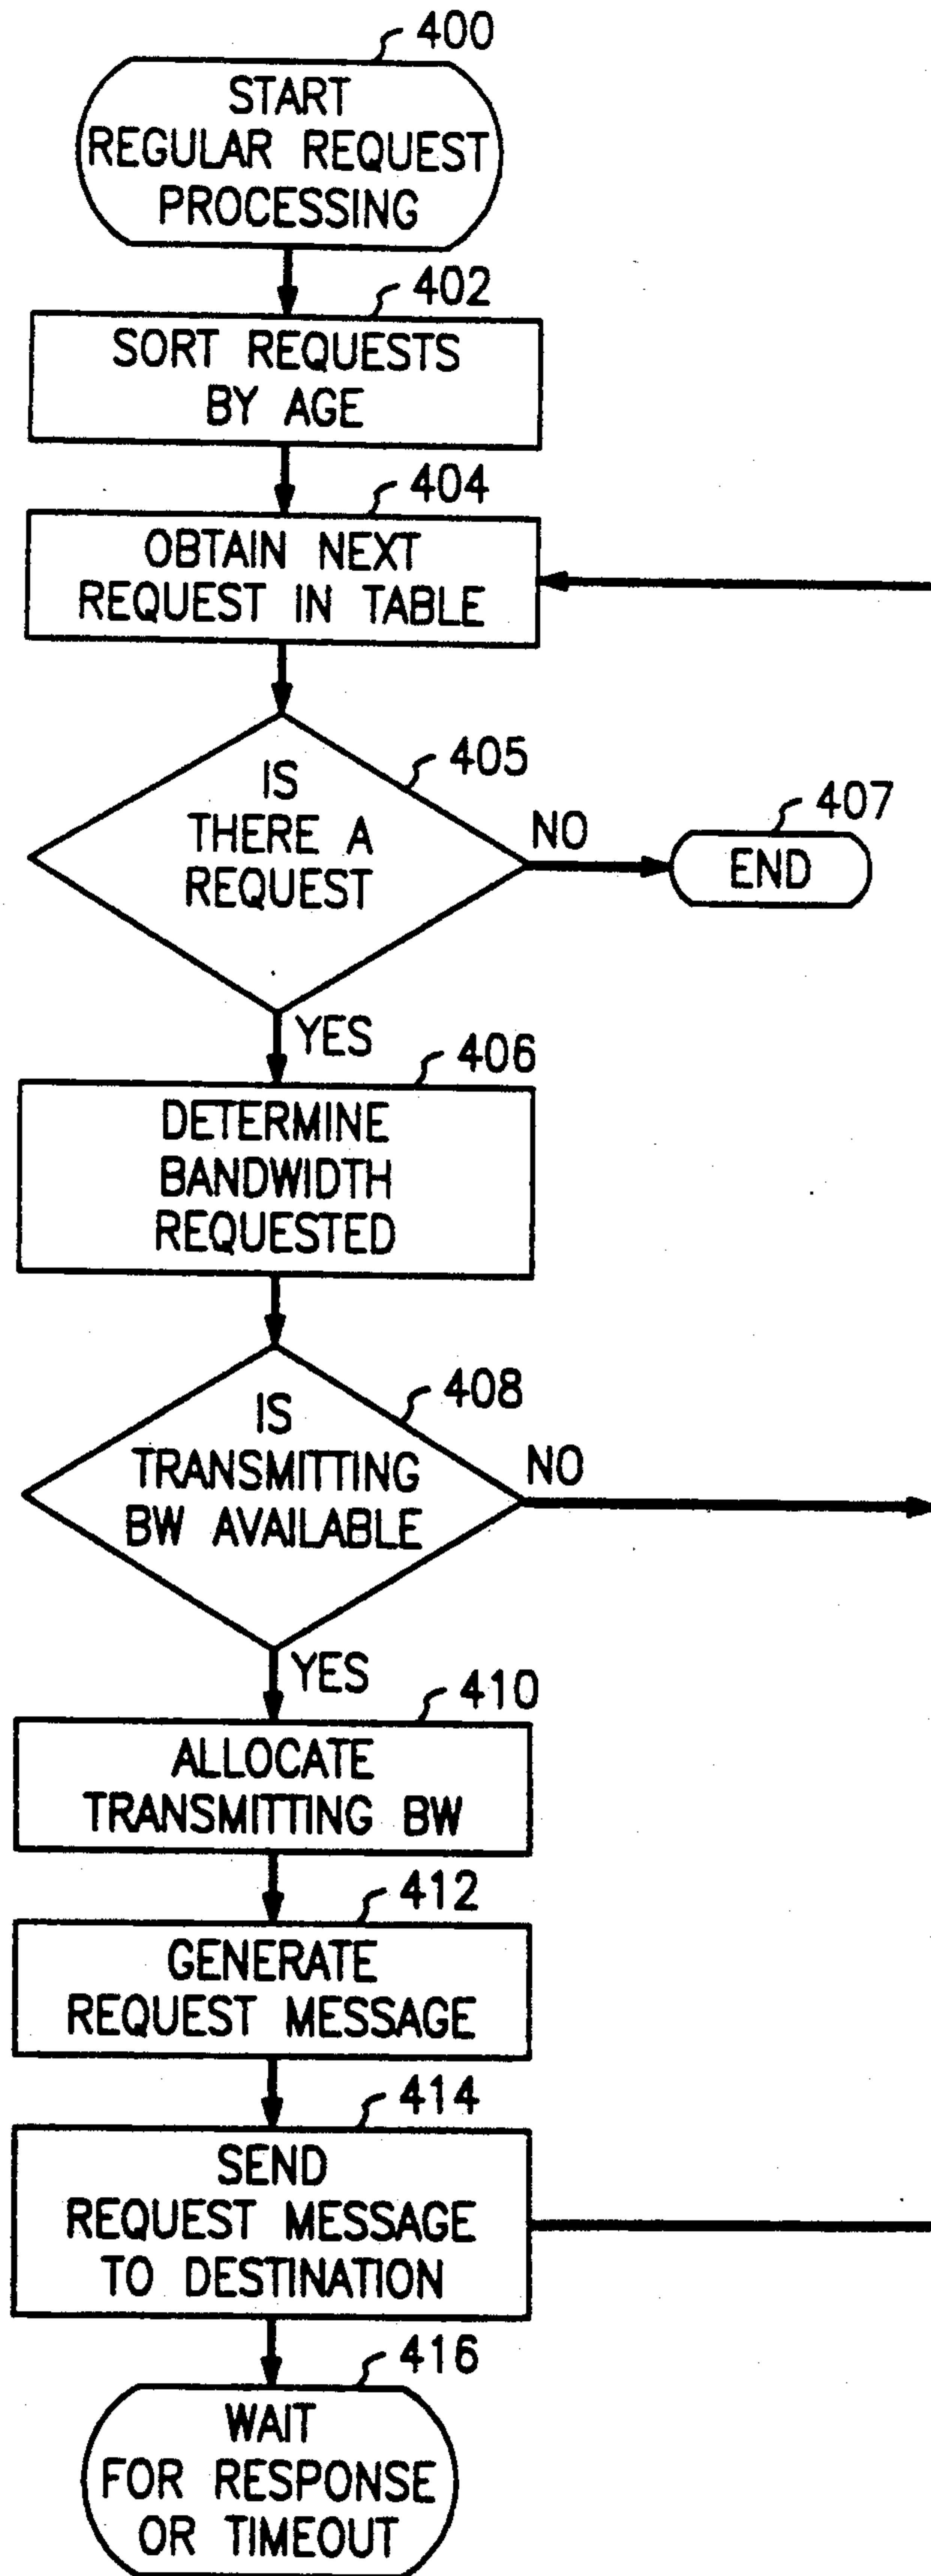 400
START
REGULAR REQUEST
PROCESSING
402
SORT REQUESTS
BY AGE
404
OBTAIN NEXT
REQUEST IN TABLE
405
IS
THERE A
REQUEST
NO
407
END
YES
406
DETERMINE
BANDWIDTH
REQUESTED
408
IS
TRANSMITTING
BW AVAILABLE
NO
YES
410
ALLOCATE
TRANSMITTING BW
412
GENERATE
REQUEST MESSAGE
414
SEND
REQUEST MESSAGE
TO DESTINATION
416
WAIT
FOR RESPONSE
OR TIMEOUT